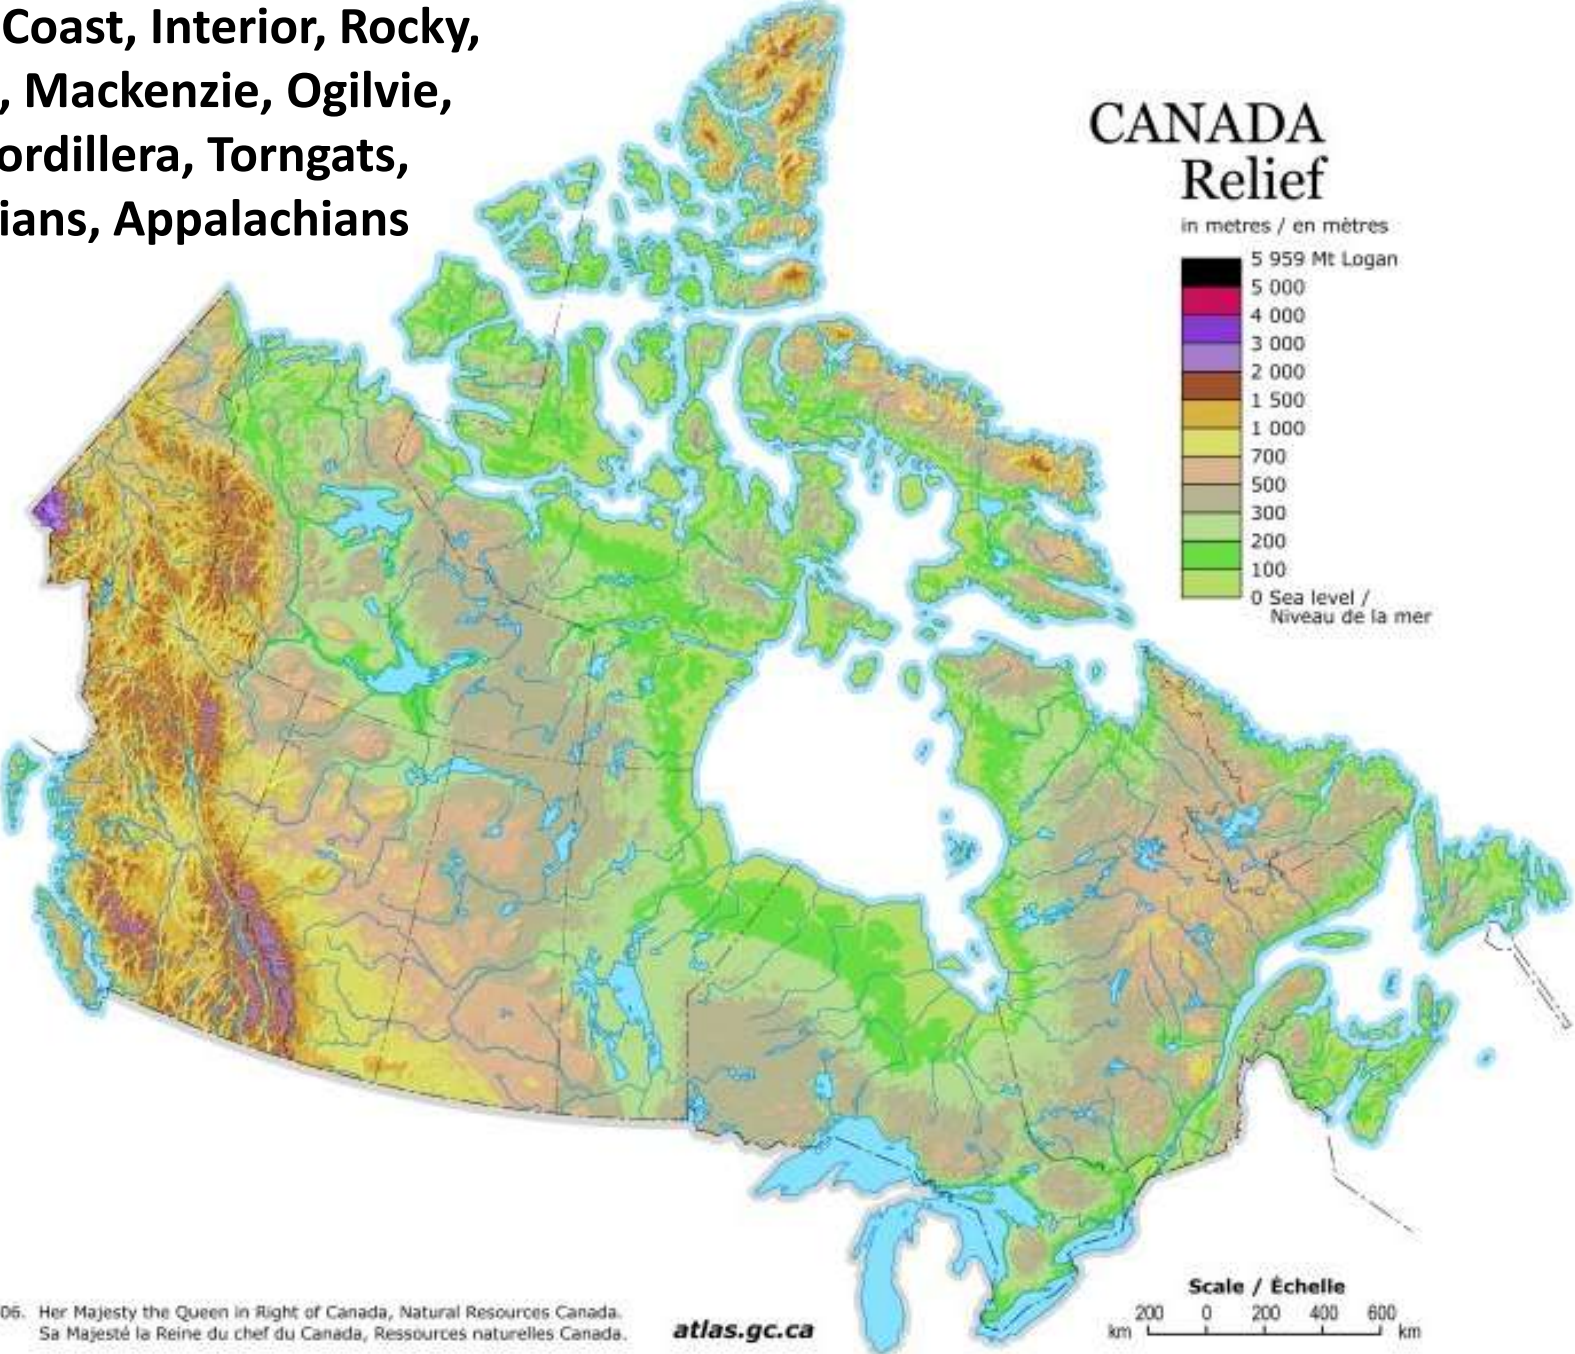 Coast, Interior, Rocky,
, Mackenzie, Ogilvie,
ordillera, Torngats,
ians, Appalachians
CANADA
Relief
in metres / en mètres
5 959 Mt Logan
5 000
4 000
3 000
2 000
1 500
1 000
700
500
300
200
100
0 Sea level /
Niveau de la mer
Scale / Échelle
200 0 200 400 600
km km
06. Her Majesty the Queen in Right of Canada, Natural Resources Canada.
Sa Majesté la Reine du chef du Canada, Ressources naturelles Canada.
atlas.gc.ca